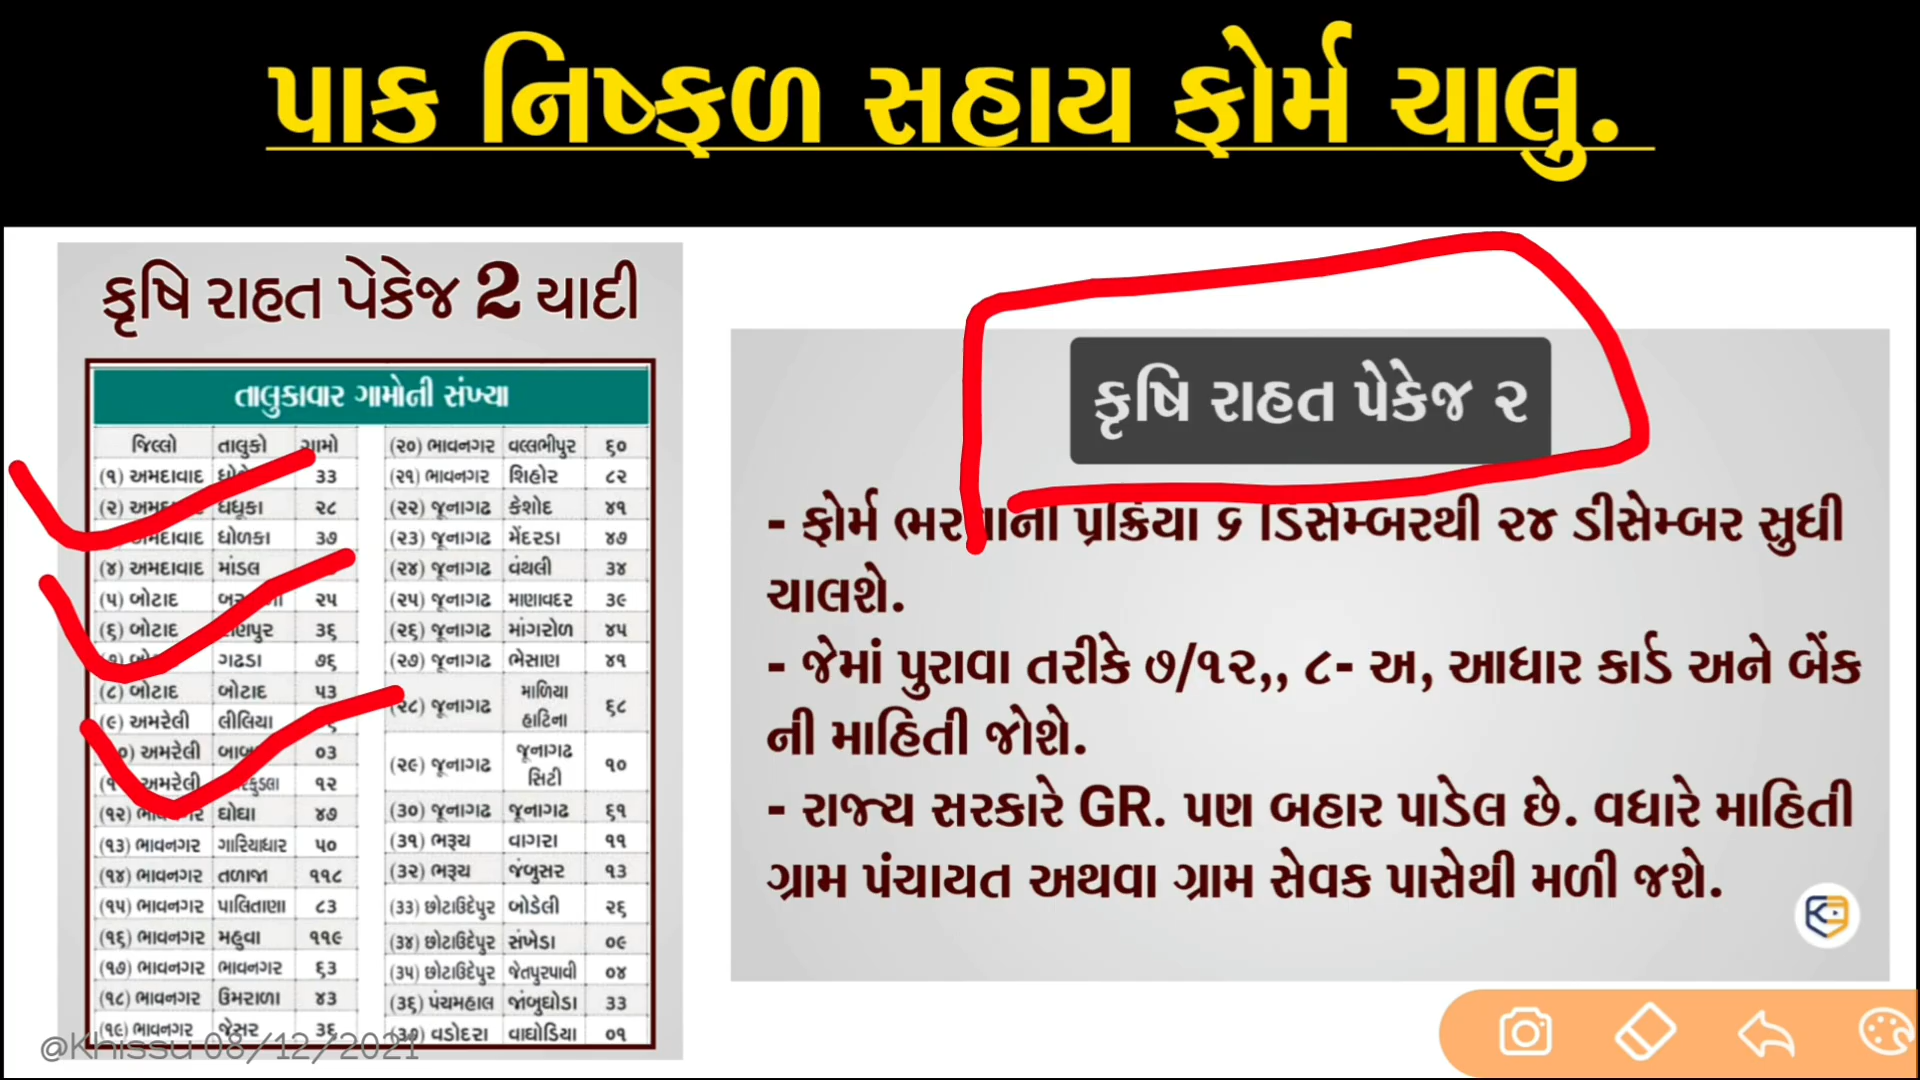 પાક નિષ્ફળ સહાય ફોર્મ ચાલુ.
કૃષિ રાહત પેકેજ 2 યાદી
તાલુકાવાર ગામોની સંખ્યા
જિલ્લો તાલુકો ગામો
(૧) અમદાવાદ ૩૩
(૨) ધંધૂકા ૨૮
અમદાવાદ ધોળકા ૩૭
(૪) અમદાવાદ માંડલ
(૫) બોટાદ ૨૫
(૬) બોટાદ ૩૬
ગઢડા ૭૬
(૮) બોટાદ બોટાદ ૫૩
(૯) અમરેલી લીલિયા
અમરેલી ૦૩
અમરેલી ૧૨
(૧૨) ઘોઘા ૪૭
(૧૩) ભાવનગર ગારિયાધાર ૫૦
(૧૪) ભાવનગર તળાજા ૧૧૮
(૧૫) ભાવનગર પાલિતાણા ૮૩
(૧૬) ભાવનગર મહુવા ૧૧૯
(૧૭) ભાવનગર ભાવનગર ૬૩
(૧૮) ભાવનગર ઉમરાળા ૪૩
(૧૯) ભાવનગર જેસર ૩૬
(૨૦) ભાવનગર વલ્લભીપુર ૬૦
(૨૧) ભાવનગર શિહોર ૮૨
(૨૨) જૂનાગઢ કેશોદ ૪૧
(૨૩) જૂનાગઢ મેંદરડા ૪૭
(૨૪) જૂનાગઢ વંથલી ૩૪
(૨૫) જૂનાગઢ માણાવદર ૩૯
(૨૬) જૂનાગઢ માંગરોળ ૪૫
(૨૭) જૂનાગઢ ભેસાણ ૪૧
(૨૮) જૂનાગઢ માળિયા હાટિના ૬૮
(૨૯) જૂનાગઢ જૂનાગઢ સિટી ૧૦
(૩૦) જૂનાગઢ જૂનાગઢ ૬૧
(૩૧) ભરૂચ વાગરા ૧૧
(૩૨) ભરૂચ જંબુસર ૧૩
(૩૩) છોટાઉદેપુર બોડેલી ૨૬
(૩૪) છોટાઉદેપુર સંખેડા ૦૯
(૩૫) છોટાઉદેપુર જેતપુરપાવી ૦૪
(૩૬) પંચમહાલ જાંબુઘોડા ૩૩
(૩૭) વડોદરા વાઘોડિયા ૦૧
@Khissu 08/12/2021
કૃષિ રાહત પેકેજ ૨
- ફોર્મ ભરવાની પ્રક્રિયા ૬ ડિસેમ્બરથી ૨૪ ડીસેમ્બર સુધી
ચાલશે.
- જેમાં પુરાવા તરીકે ૭/૧૨,, ૮- અ, આધાર કાર્ડ અને બેંક
ની માહિતી જોશે.
- રાજ્ય સરકારે GR. પણ બહાર પાડેલ છે. વધારે માહિતી
ગ્રામ પંચાયત અથવા ગ્રામ સેવક પાસેથી મળી જશે.